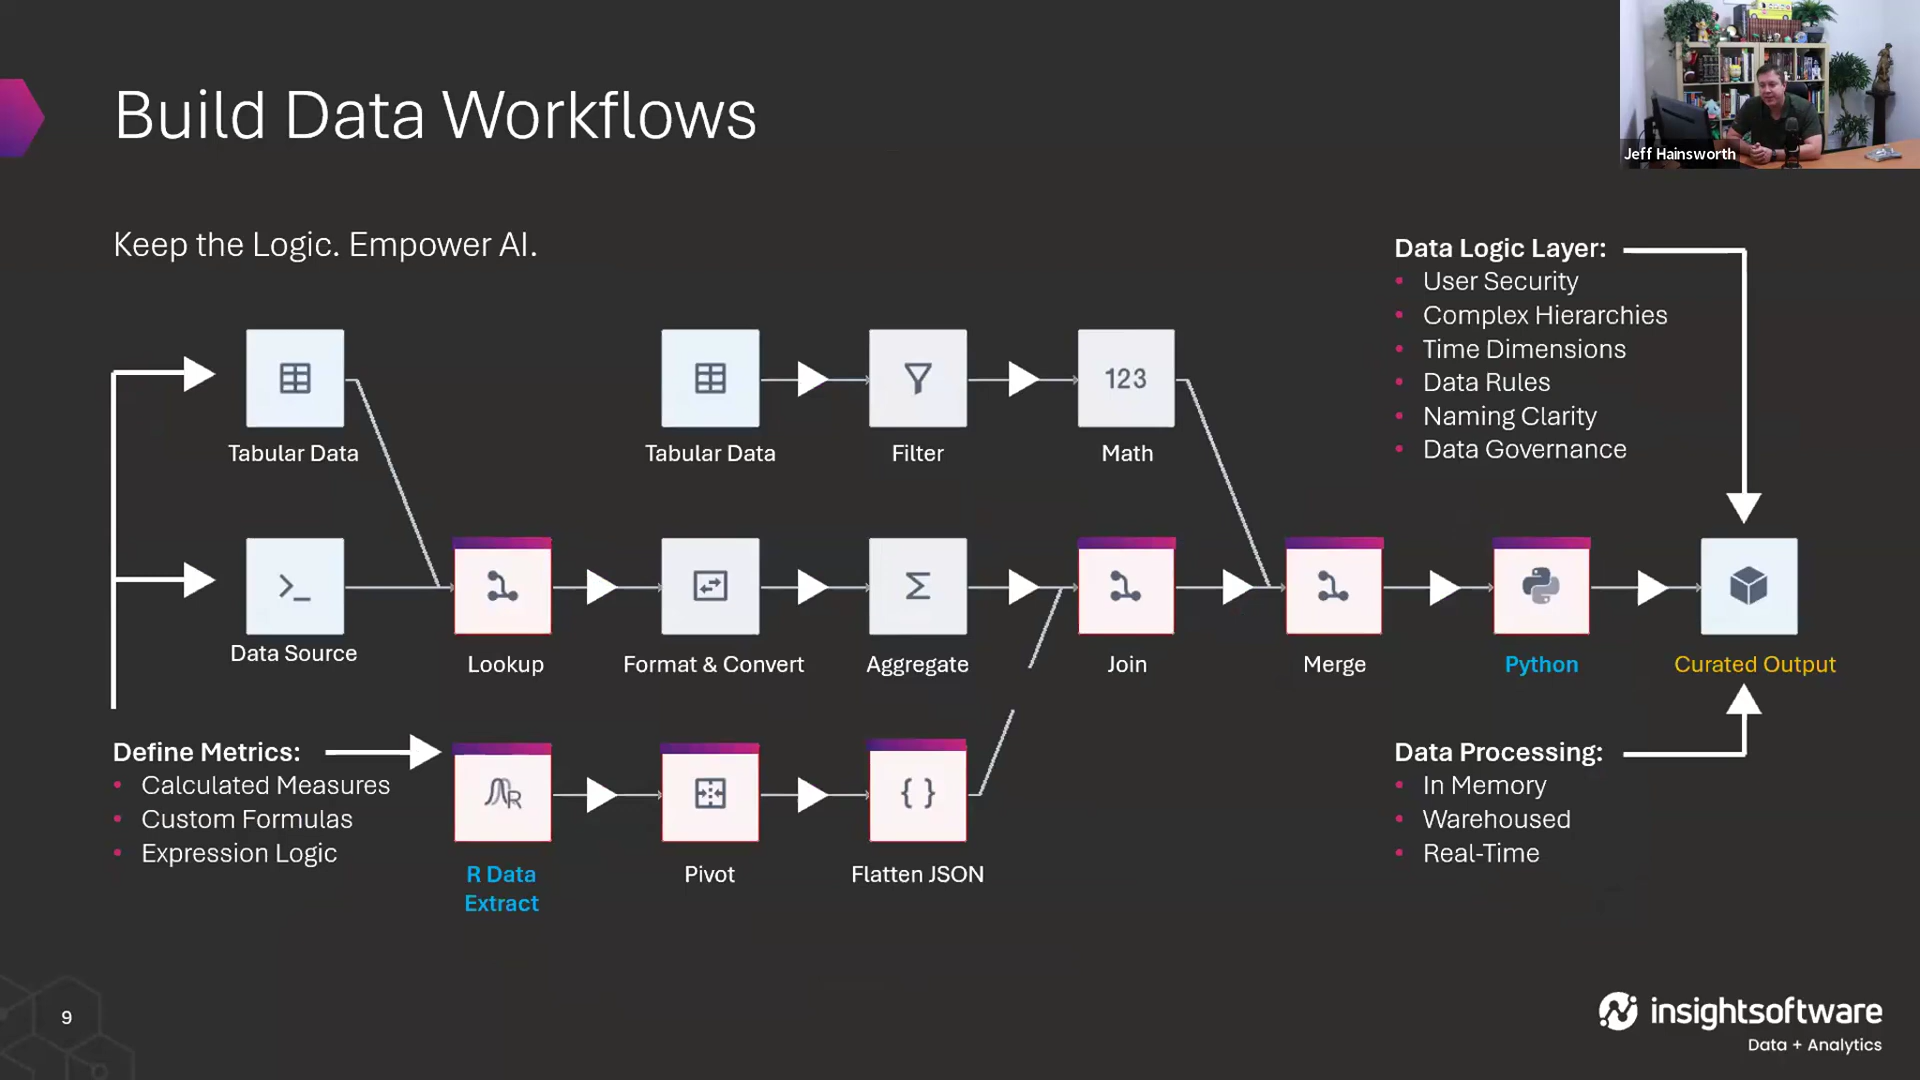 Build Data Workflows
Jeff Hainsworth
Keep the Logic. Empower AI.
Data Logic Layer:
• User Security
• Complex Hierarchies
• Time Dimensions
• Data Rules
• Naming Clarity
• Data Governance
123
Tabular Data
Tabular Data
Filter
Math
>_
Σ
Data Source
Lookup
Format & Convert
Aggregate
Join
Merge
Python
Curated Output
Define Metrics:
• Calculated Measures
• Custom Formulas
• Expression Logic
R
{ }
R Data
Extract
Pivot
Flatten JSON
Data Processing:
• In Memory
• Warehoused
• Real-Time
9
insightsoftware
Data + Analytics